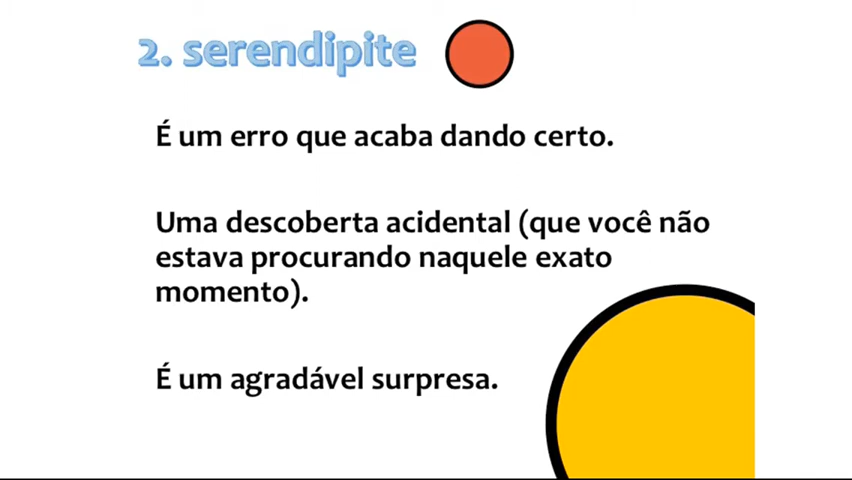 2. serendipite
É um erro que acaba dando certo.
Uma descoberta acidental (que você não
estava procurando naquele exato
momento).
É um agradável surpresa.